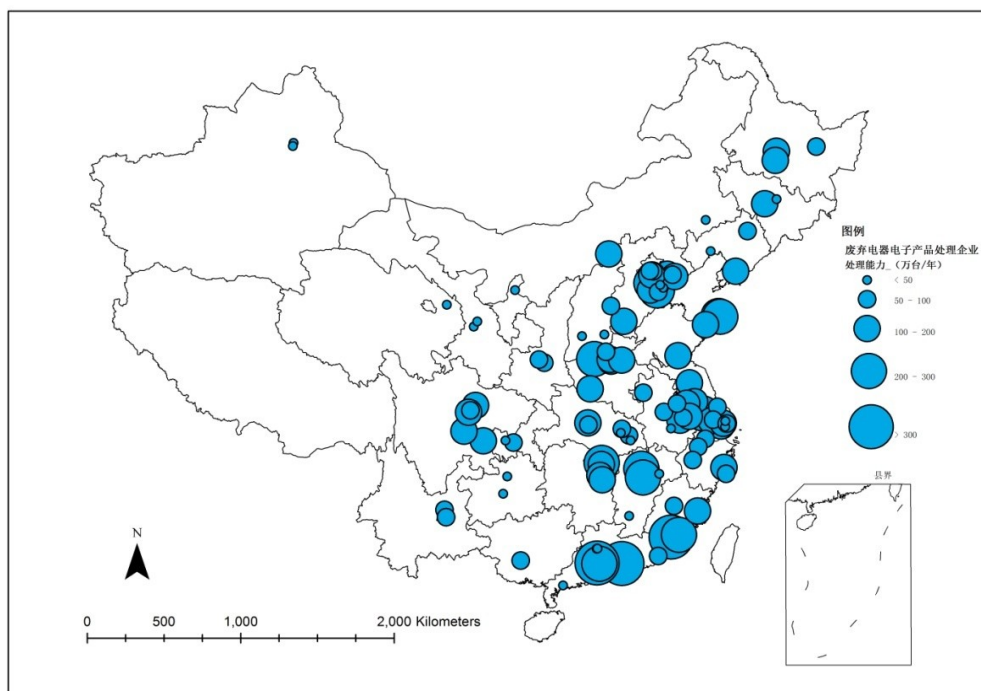 图例
废弃电器电子产品处理企业
处理能力_（万台/年）
< 50
50 - 100
100 - 200
200 - 300
> 300
县界
N
0 500 1,000 2,000 Kilometers